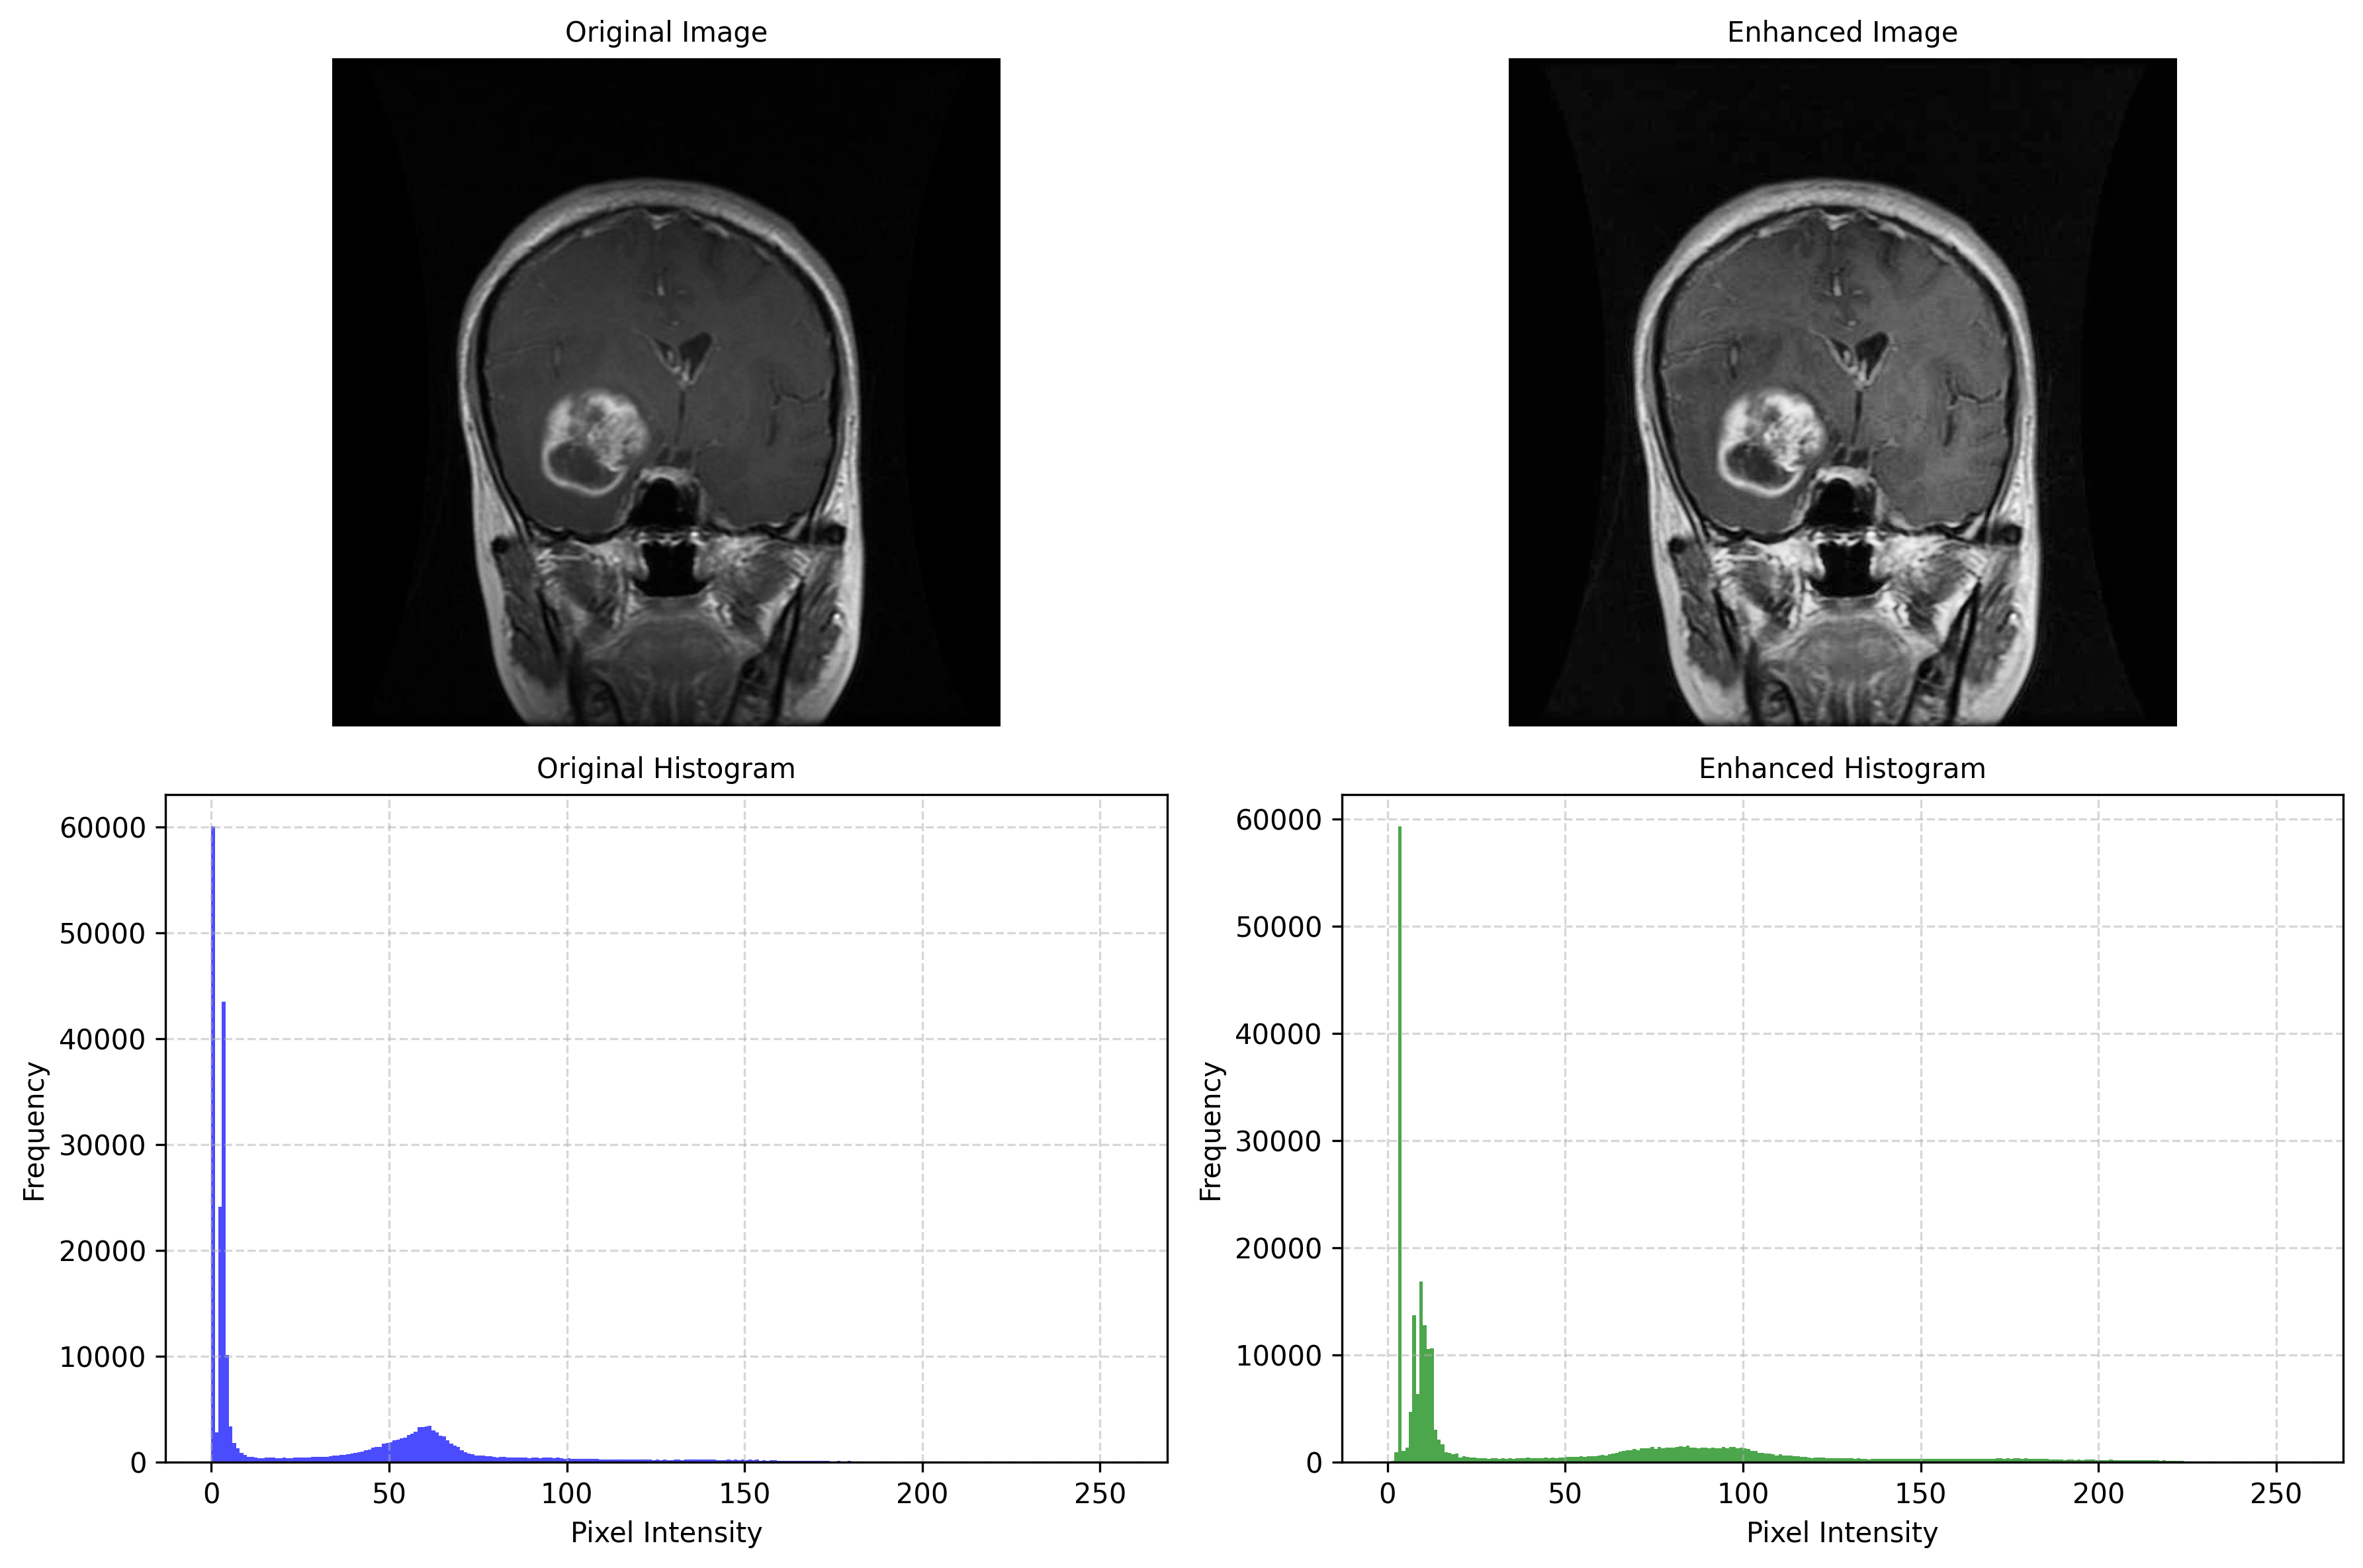 Original Image
Enhanced Image
Original Histogram
Enhanced Histogram
60000
50000
40000
30000
20000
10000
0
Frequency
0 50 100 150 200 250
Pixel Intensity
60000
50000
40000
30000
20000
10000
0
Frequency
0 50 100 150 200 250
Pixel Intensity